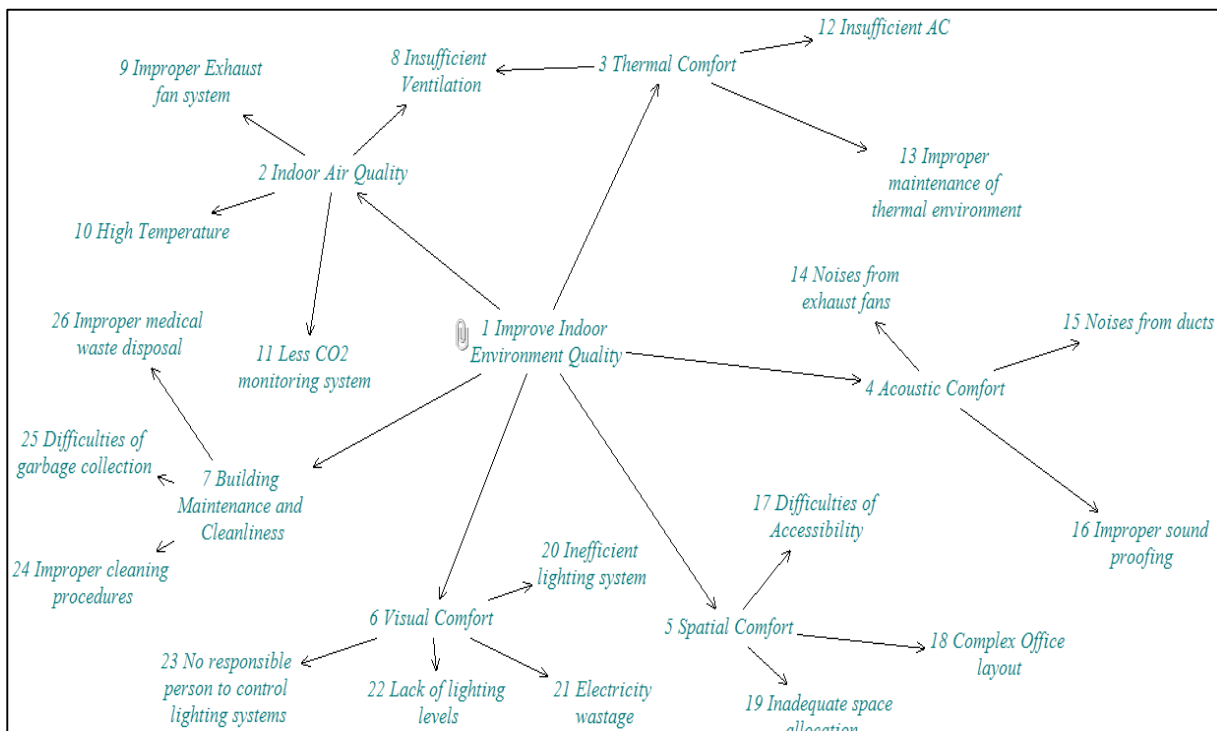 12 Insufficient AC
8 Insufficient
Ventilation
3 Thermal Comfort
9 Improper Exhaust
fan system
2 Indoor Air Quality
13 Improper
maintenance of
thermal environment
10 High Temperature
14 Noises from
exhaust fans
26 Improper medical
waste disposal
1 Improve Indoor
Environment Quality
15 Noises from ducts
11 Less CO2
monitoring system
4 Acoustic Comfort
25 Difficulties of
garbage collection
7 Building
Maintenance and
Cleanliness
17 Difficulties of
Accessibility
16 Improper sound
proofing
20 Inefficient
lighting system
24 Improper cleaning
procedures
6 Visual Comfort
5 Spatial Comfort
18 Complex Office
layout
23 No responsible
person to control
lighting systems
22 Lack of lighting
levels
21 Electricity
wastage
19 Inadequate space
allocation